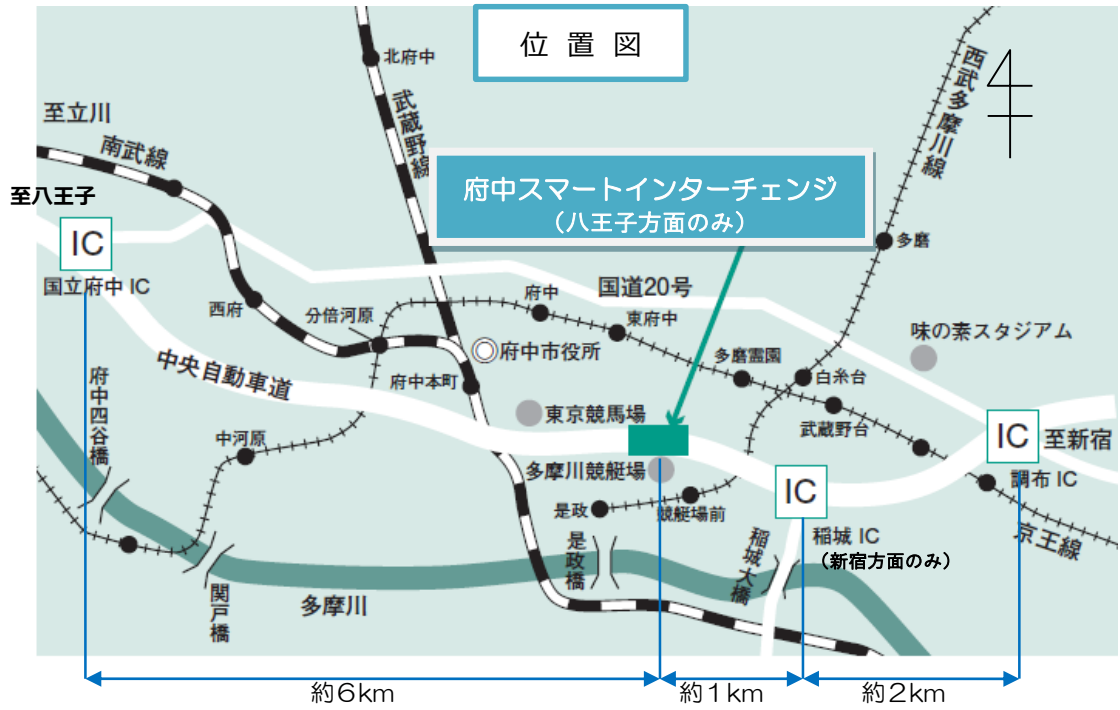 位置図
北府中
武蔵野線
西武多摩川線
至立川
南武線
至八王子
府中スマートインターチェンジ
（八王子方面のみ）
IC
国立府中 IC
多磨
国道20号
西府
分倍河原
府中
東府中
味の素スタジアム
府中市役所
多磨霊園
中央自動車道
府中本町
白糸台
府中四谷橋
東京競馬場
武蔵野台
IC
至新宿
中河原
多摩川競艇場
調布 IC
IC
是政
競艇場前
稲城 IC
（新宿方面のみ）
京王線
是政橋
稲城大橋
関戸橋
多摩川
約6km
約1km
約2km